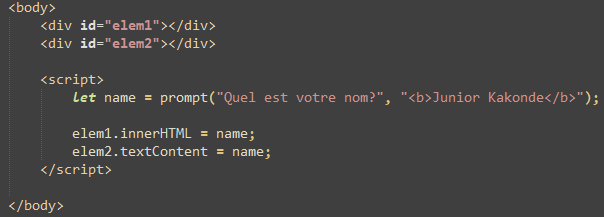 <body>
<div id="elem1"></div>
<div id="elem2"></div>
<script>
let name = prompt("Quel est votre nom?", "<b>Junior Kakonde</b>");
elem1.innerHTML = name;
elem2.textContent = name;
</script>
</body>